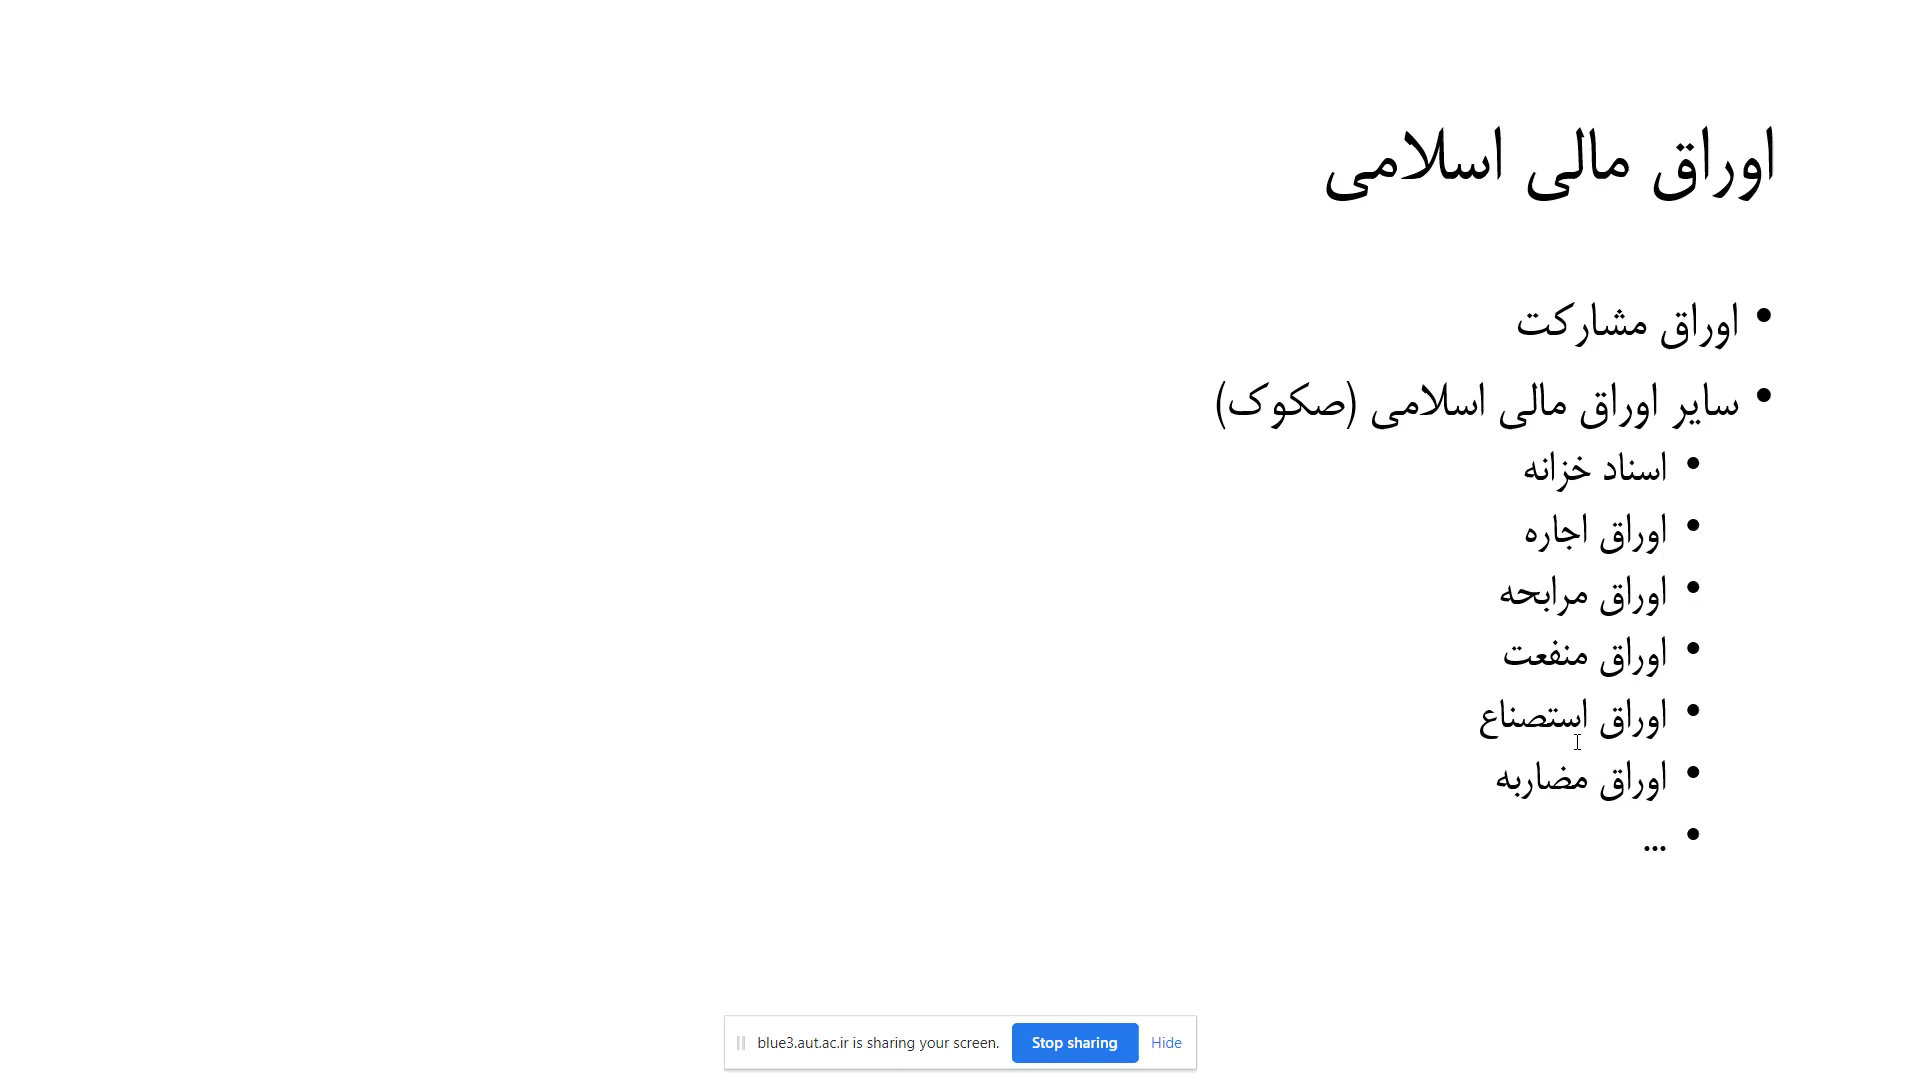 اوراق مالی اسلامی
• اوراق مشارکت
• سایر اوراق مالی اسلامی (صکوک)
• اسناد خزانه
• اوراق اجاره
• اوراق مرابحه
• اوراق منفعت
• اوراق استصناع
• اوراق مضاربه
• ...
blue3.aut.ac.ir is sharing your screen. Stop sharing Hide